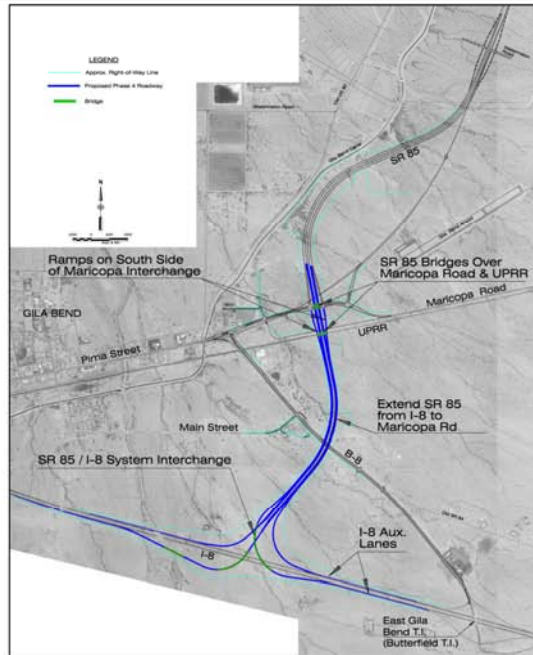 LEGEND
Approx. Right-of-Way Line
Proposed Phase 4 Roadway
Bridge
N
SR 85
Ramps on South Side
of Maricopa Interchange
SR 85 Bridges Over
Maricopa Road & UPRR
GILA BEND
Maricopa Road
UPRR
Pima Street
Extend SR 85
from I-8 to
Maricopa Rd
Main Street
SR 85 / I-8 System Interchange
B-8
I-8
I-8 Aux.
Lanes
East Gila
Bend T.I.
(Butterfield T.I.)